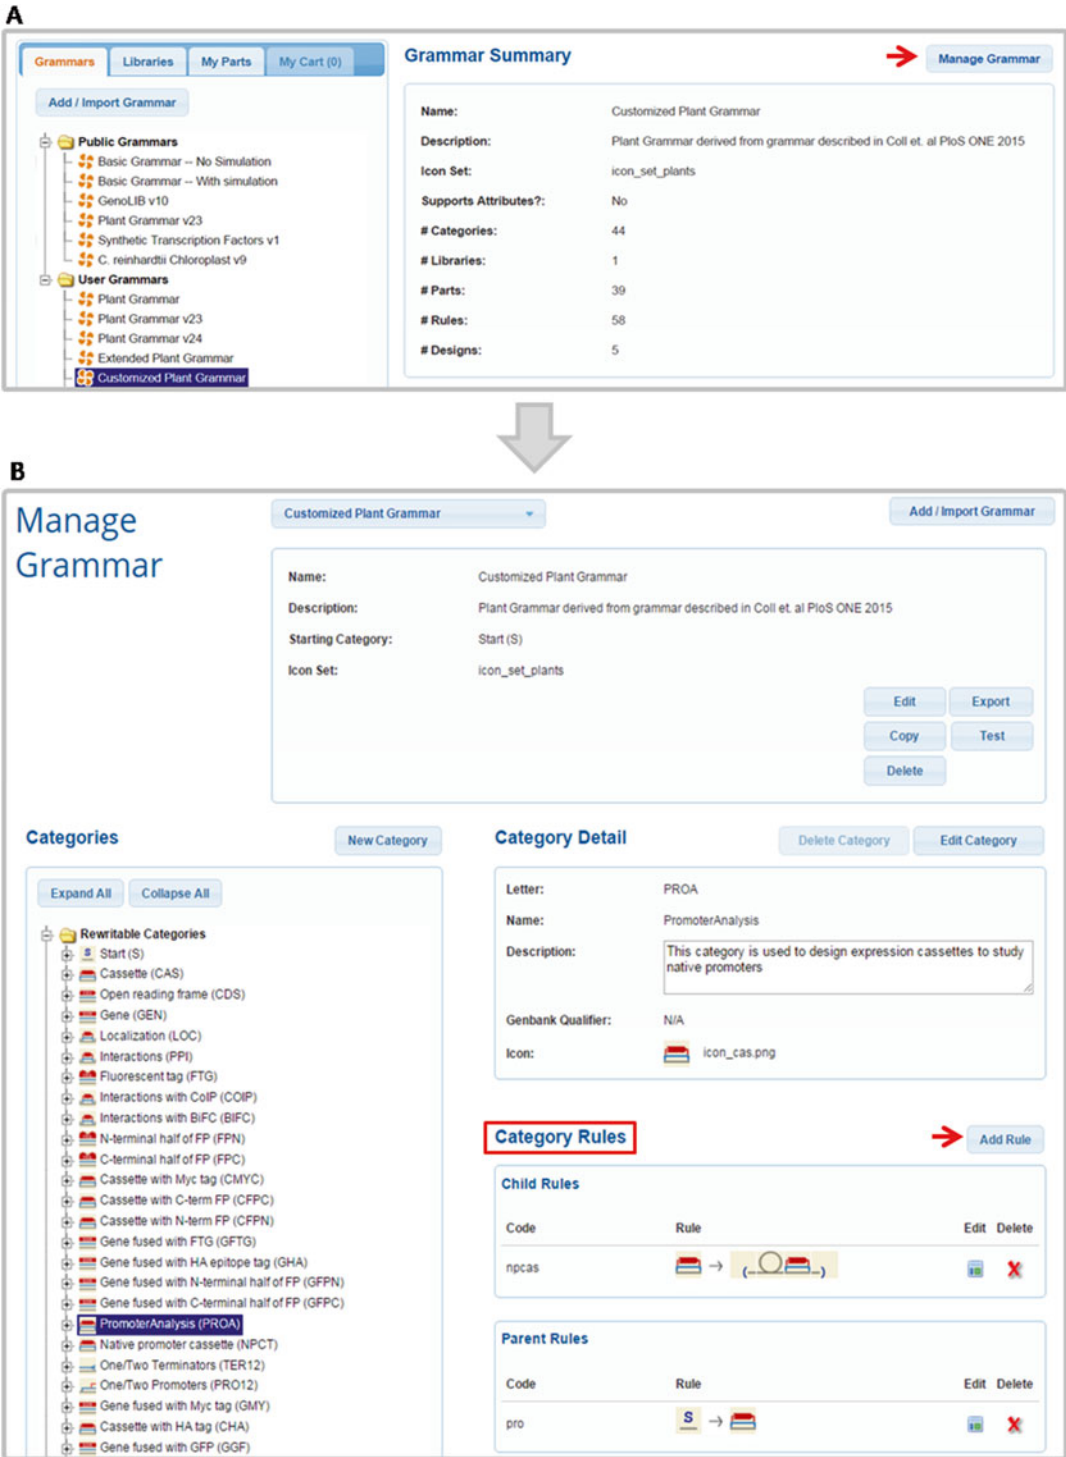 A
Grammars Libraries My Parts My Cart (0)
Add / Import Grammar
Public Grammars
Basic Grammar -- No Simulation
Basic Grammar -- With simulation
GenoLIB v10
Plant Grammar v23
Synthetic Transcription Factors v1
C. reinhardtii Chloroplast v9
User Grammars
Plant Grammar
Plant Grammar v23
Plant Grammar v24
Extended Plant Grammar
Customized Plant Grammar
Grammar Summary
Manage Grammar
Name: Customized Plant Grammar
Description: Plant Grammar derived from grammar described in Coll et. al PloS ONE 2015
Icon Set: icon_set_plants
Supports Attributes?: No
# Categories: 44
# Libraries: 1
# Parts: 39
# Rules: 58
# Designs: 5
B
Manage
Grammar
Customized Plant Grammar
Add / Import Grammar
Name: Customized Plant Grammar
Description: Plant Grammar derived from grammar described in Coll et. al PloS ONE 2015
Starting Category: Start (S)
Icon Set: icon_set_plants
Edit Export
Copy Test
Delete
Categories
New Category
Expand All Collapse All
Rewritable Categories
S Start (S)
Cassette (CAS)
Open reading frame (CDS)
Gene (GEN)
Localization (LOC)
Interactions (PPI)
Fluorescent tag (FTG)
Interactions with CoIP (COIP)
Interactions with BiFC (BIFC)
N-terminal half of FP (FPN)
C-terminal half of FP (FPC)
Cassette with Myc tag (CMYC)
Cassette with C-term FP (CFPC)
Cassette with N-term FP (CFPN)
Gene fused with FTG (GFTG)
Gene fused with HA epitope tag (GHA)
Gene fused with N-terminal half of FP (GFPN)
Gene fused with C-terminal half of FP (GFPC)
PromoterAnalysis (PROA)
Native promoter cassette (NPCT)
One/Two Terminators (TER12)
One/Two Promoters (PRO12)
Gene fused with Myc tag (GMY)
Cassette with HA tag (CHA)
Gene fused with GFP (GGF)
Category Detail
Delete Category Edit Category
Letter: PROA
Name: PromoterAnalysis
Description: This category is used to design expression cassettes to study
native promoters
Genbank Qualifier: N/A
Icon: icon_cas.png
Category Rules
Add Rule
Child Rules
Code Rule Edit Delete
npcas → ( )
Parent Rules
Code Rule Edit Delete
pro S →